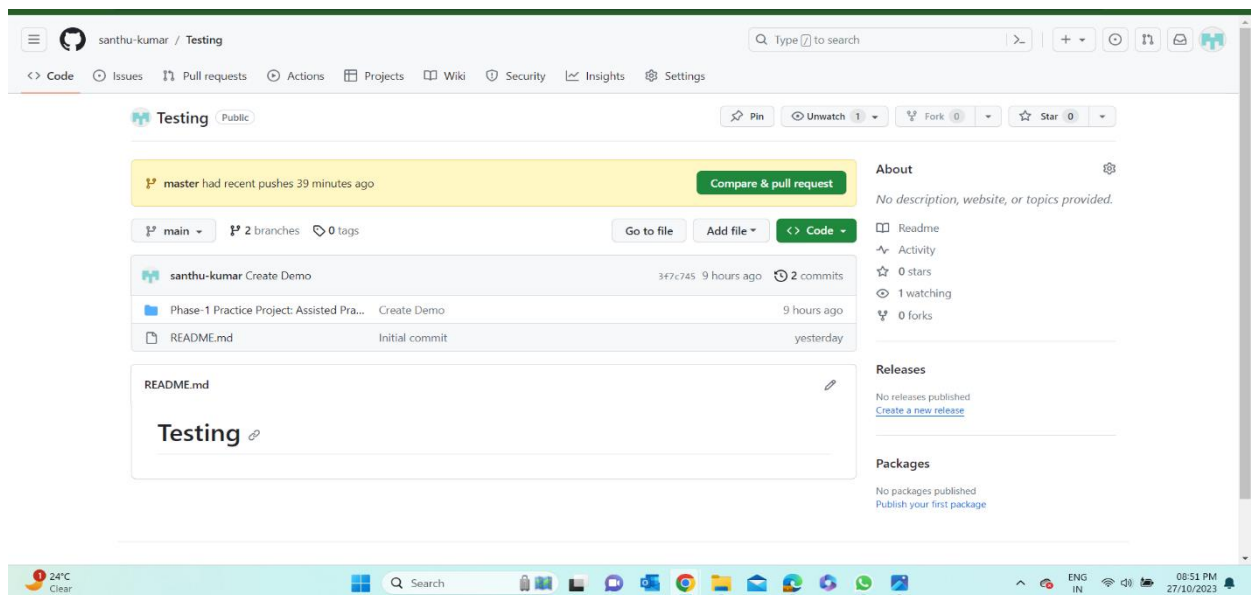 santhu-kumar / Testing
Type / to search
Code Issues Pull requests Actions Projects Wiki Security Insights Settings
Testing Public
Pin Unwatch 1 Fork 0 Star 0
master had recent pushes 39 minutes ago
Compare & pull request
main 2 branches 0 tags
Go to file Add file <> Code
santhu-kumar Create Demo 3f7c745 9 hours ago 2 commits
Phase-1 Practice Project: Assisted Pra... Create Demo 9 hours ago
README.md Initial commit yesterday
README.md
Testing
About
No description, website, or topics provided.
Readme
Activity
0 stars
1 watching
0 forks
Releases
No releases published
Create a new release
Packages
No packages published
Publish your first package
1
24°C
Clear
Search
ENG
IN
08:51 PM
27/10/2023